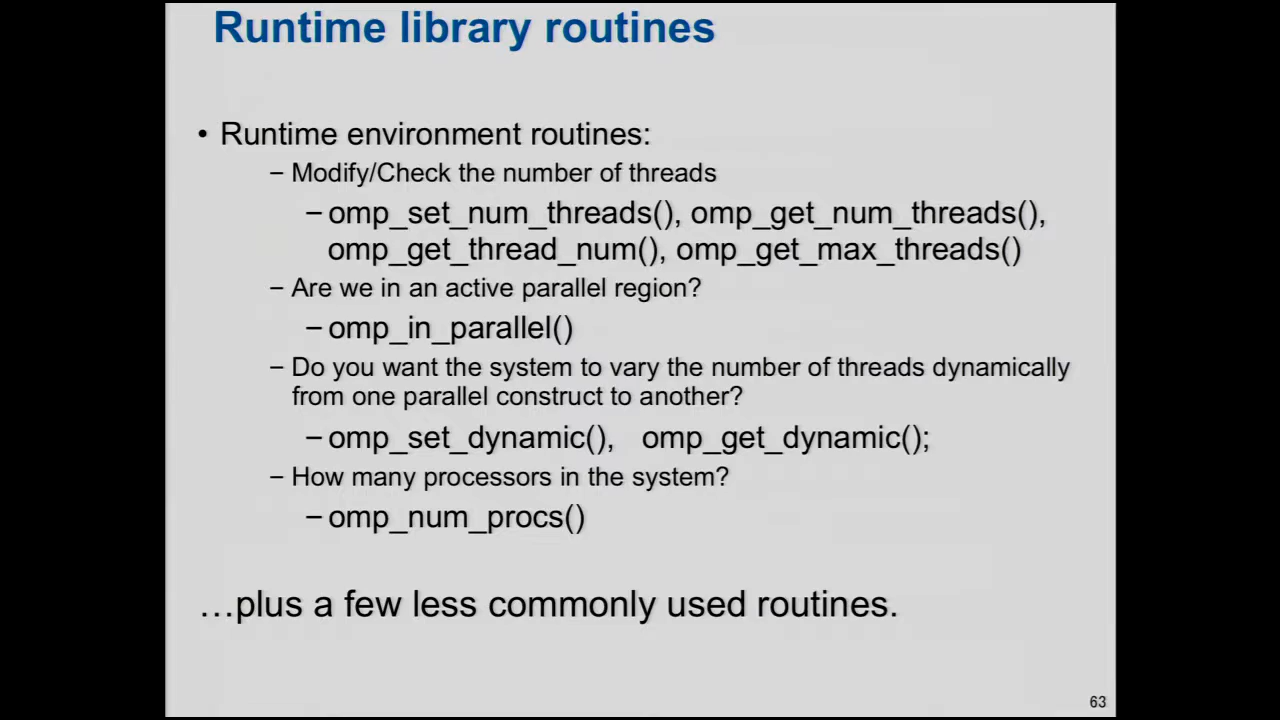 Runtime library routines
• Runtime environment routines:
– Modify/Check the number of threads
– omp_set_num_threads(), omp_get_num_threads(),
omp_get_thread_num(), omp_get_max_threads()
– Are we in an active parallel region?
– omp_in_parallel()
– Do you want the system to vary the number of threads dynamically
from one parallel construct to another?
– omp_set_dynamic(), omp_get_dynamic();
– How many processors in the system?
– omp_num_procs()
…plus a few less commonly used routines.
63